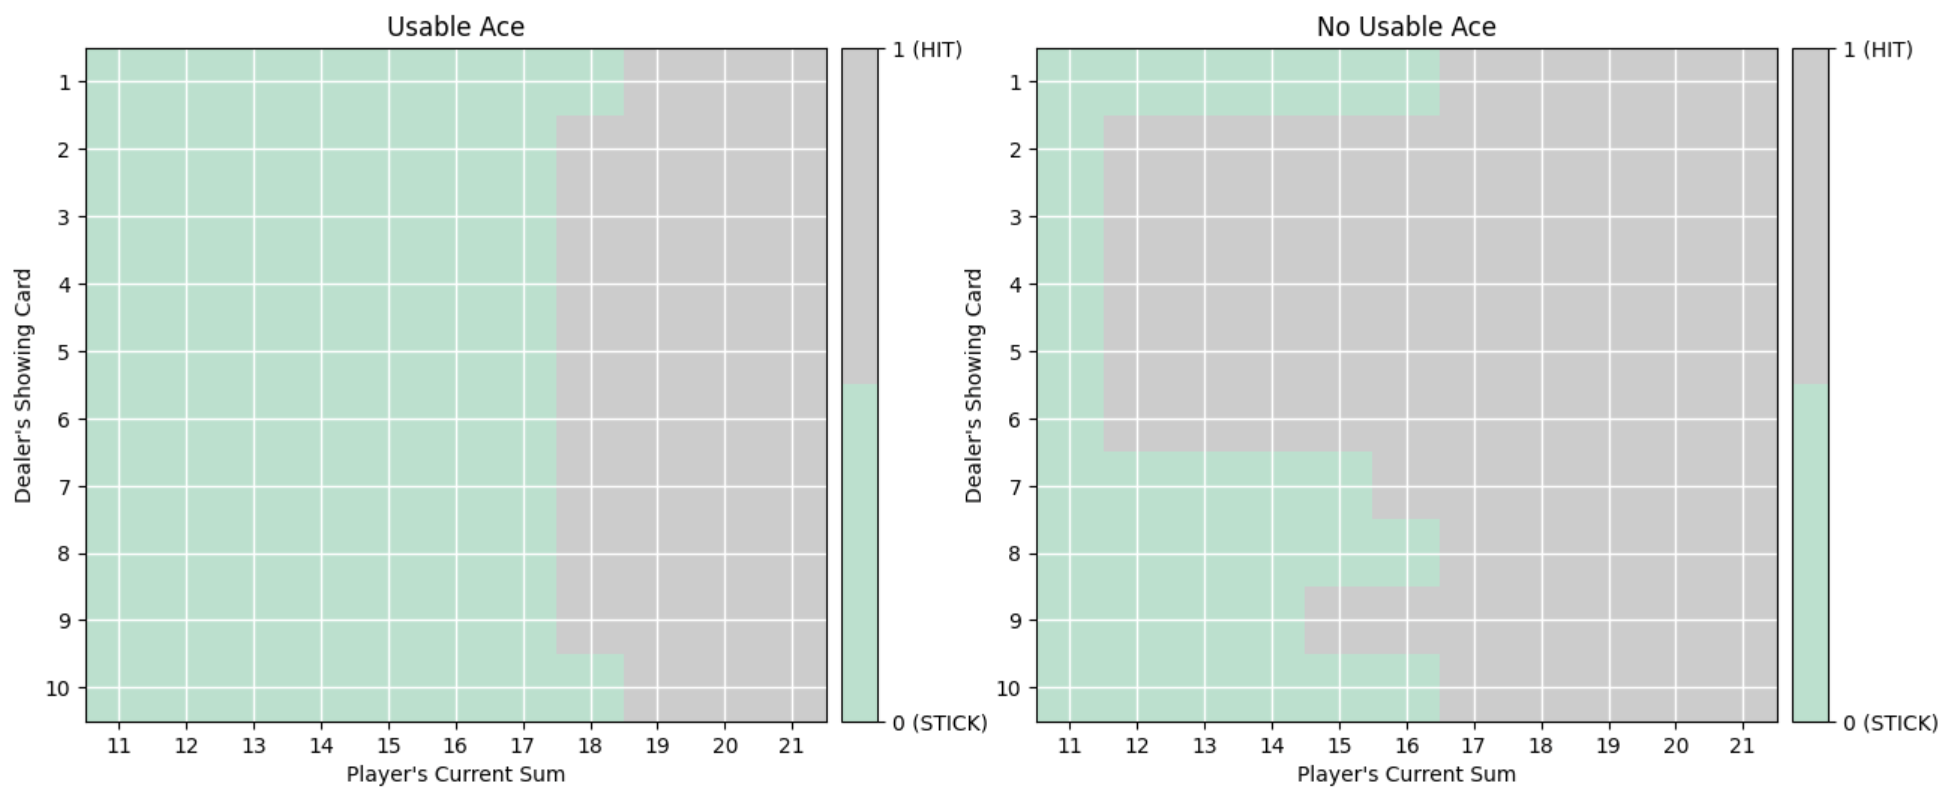 Usable Ace
1
2
3
4
5
6
7
8
9
10
11 12 13 14 15 16 17 18 19 20 21
Player's Current Sum
Dealer's Showing Card
1 (HIT)
0 (STICK)
No Usable Ace
1
2
3
4
5
6
7
8
9
10
11 12 13 14 15 16 17 18 19 20 21
Player's Current Sum
Dealer's Showing Card
1 (HIT)
0 (STICK)